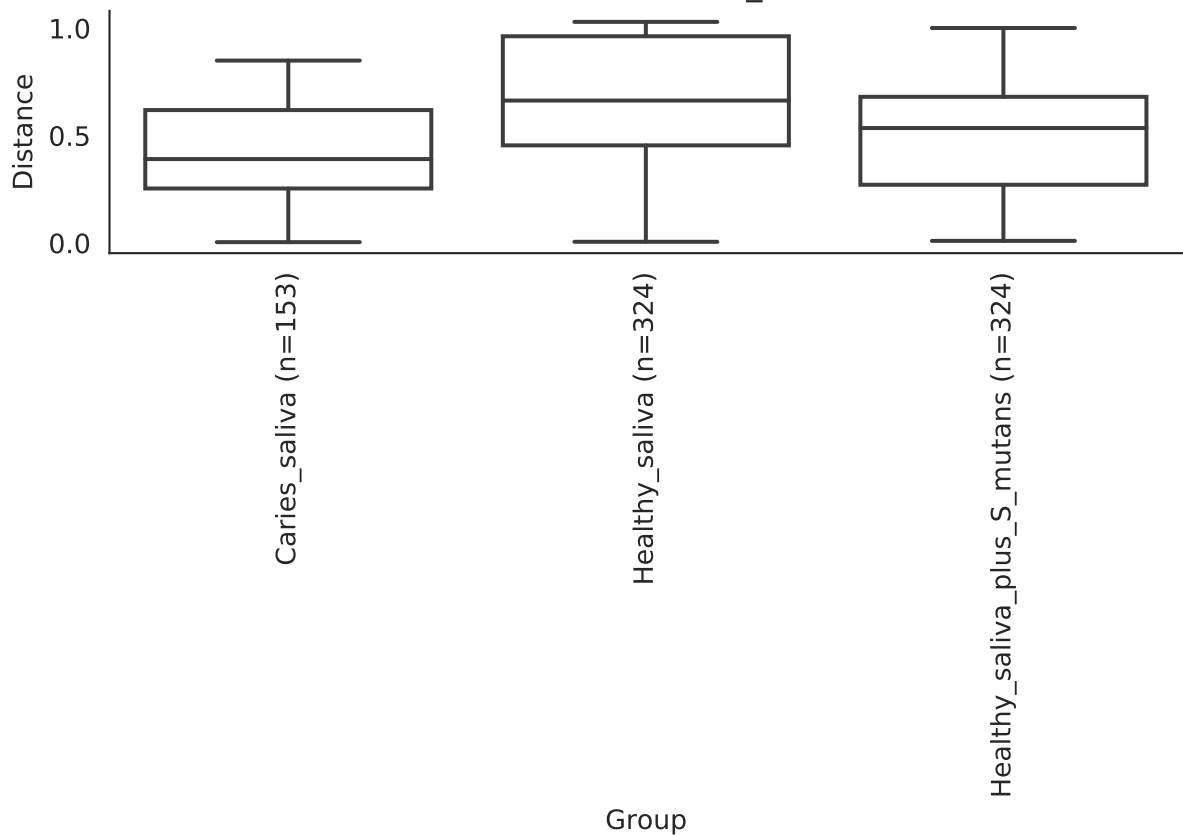 1.0
0.5
0.0
Distance
Caries_saliva (n=153)
Healthy_saliva (n=324)
Healthy_saliva_plus_S_mutans (n=324)
Group